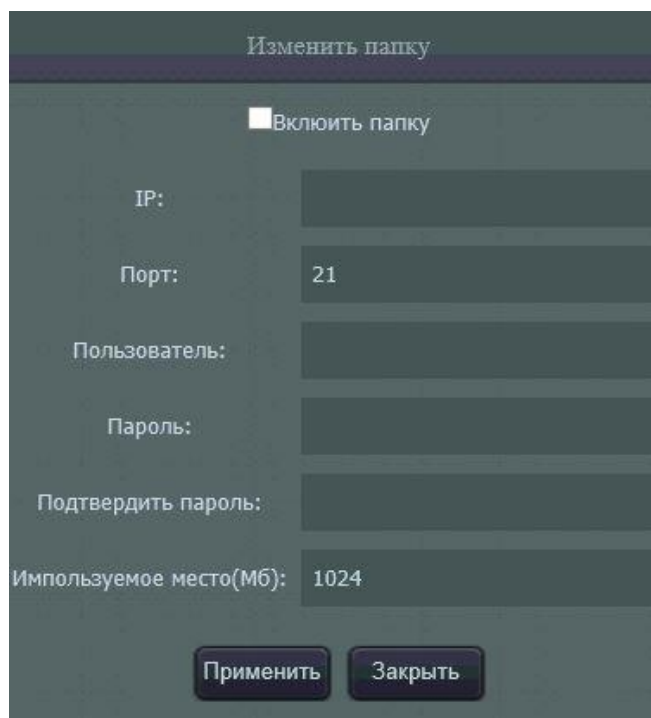 Изменить папку
Вклюить папку
IP:
Порт: 21
Пользователь:
Пароль:
Подтвердить пароль:
Импользуемое место(Мб): 1024
Применить Закрыть